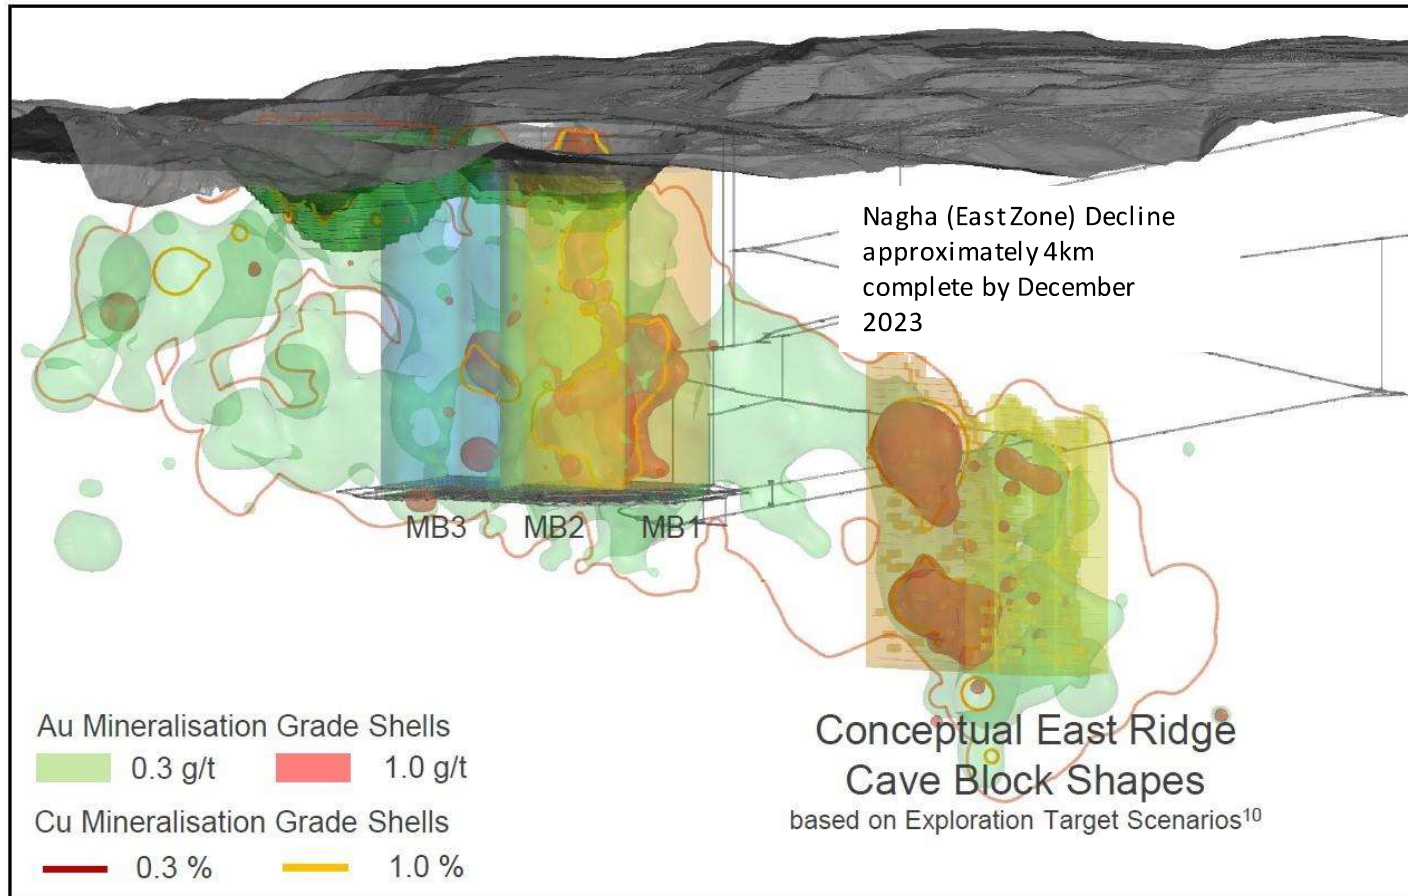 Nagha (East Zone) Decline
approximately 4km
complete by December
2023
MB3
MB2
MB1
Conceptual East Ridge
Cave Block Shapes
based on Exploration Target Scenarios¹⁰
Au Mineralisation Grade Shells
0.3 g/t 1.0 g/t
Cu Mineralisation Grade Shells
0.3 % 1.0 %